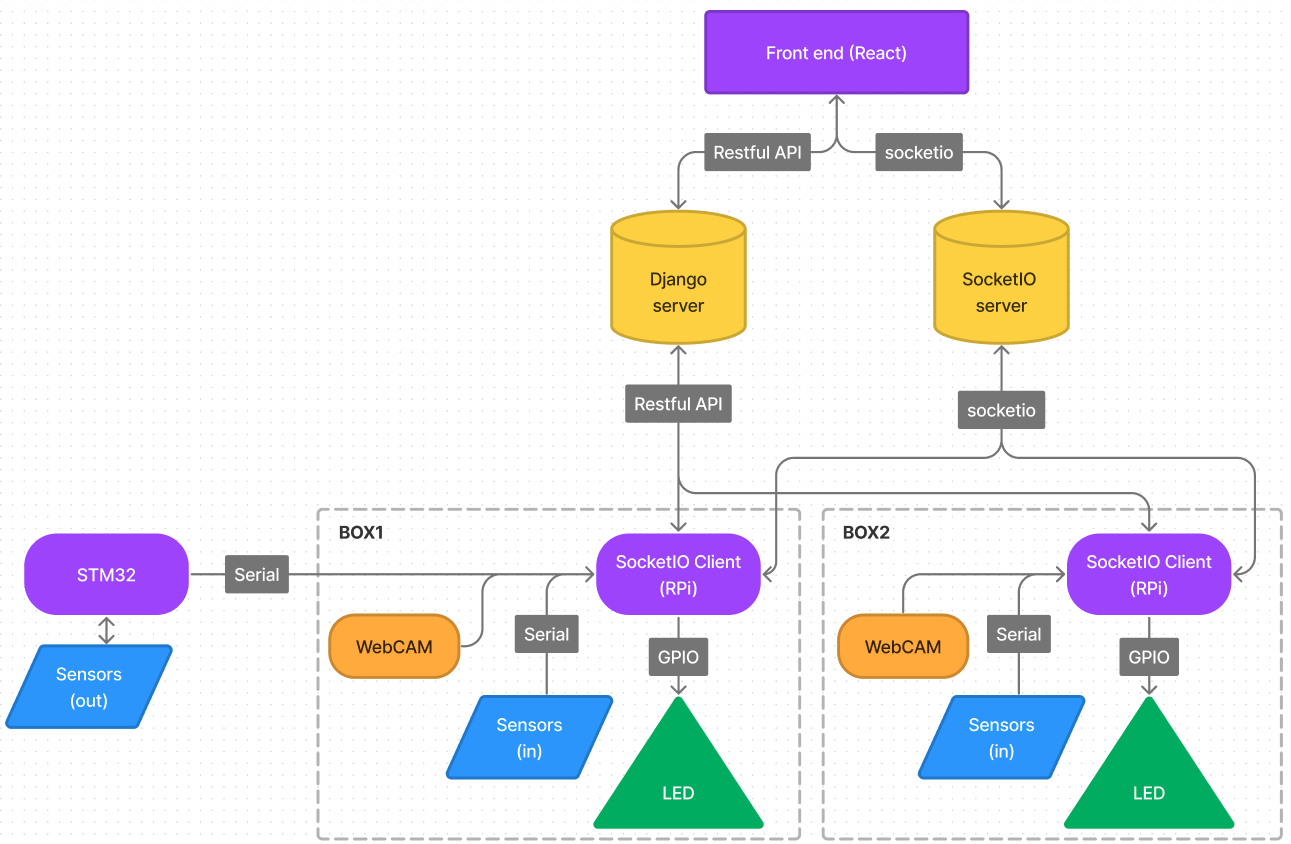 Front end (React)
Restful API
socketio
Django
server
SocketIO
server
Restful API
socketio
BOX1
BOX2
STM32
Serial
SocketIO Client
(RPi)
SocketIO Client
(RPi)
WebCAM
Serial
GPIO
WebCAM
Serial
GPIO
Sensors
(out)
Sensors
(in)
LED
Sensors
(in)
LED